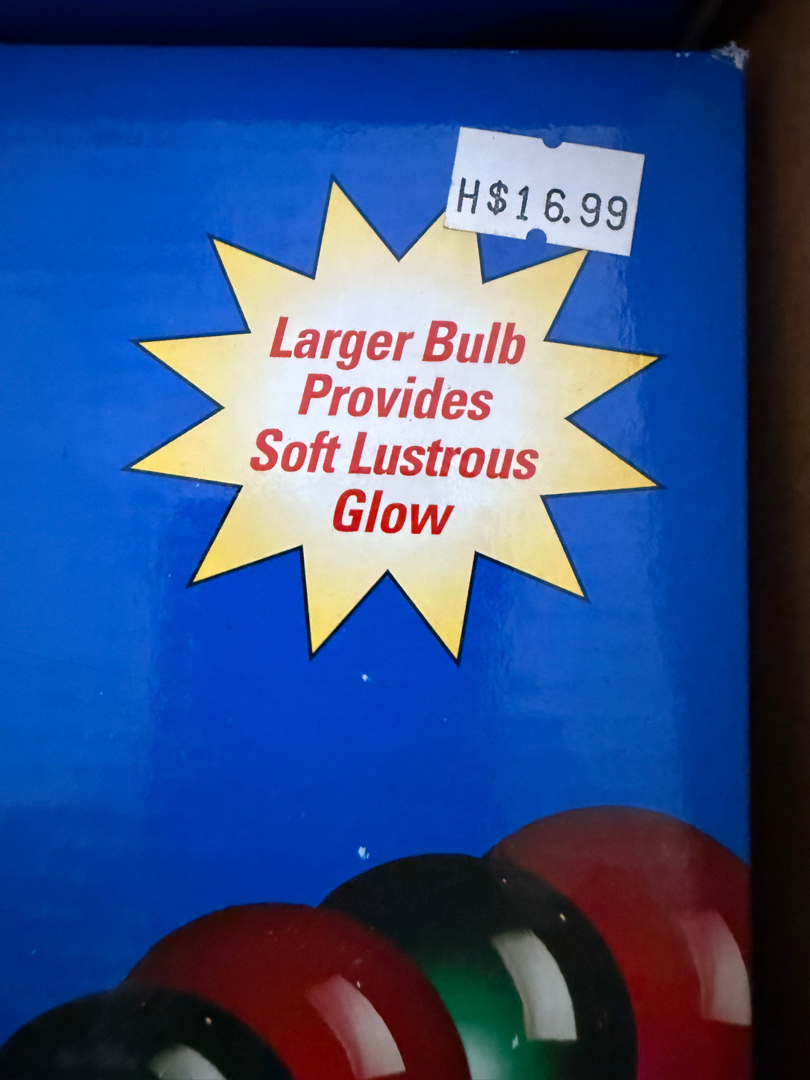 H$16.99
Larger Bulb
Provides
Soft Lustrous
Glow